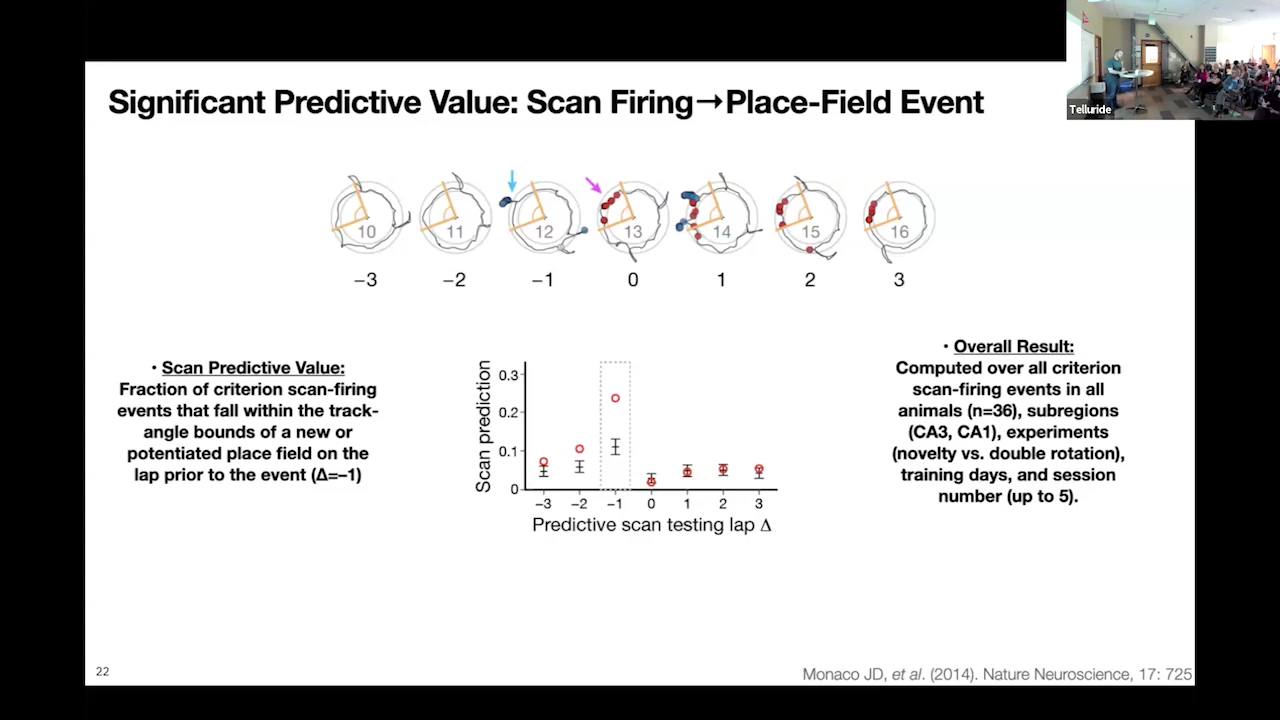 Telluride
Significant Predictive Value: Scan Firing→Place-Field Event
10 11 12 13 14 15 16
−3 −2 −1 0 1 2 3
• Scan Predictive Value:
Fraction of criterion scan-firing
events that fall within the track-
angle bounds of a new or
potentiated place field on the
lap prior to the event (Δ=−1)
Scan prediction
0.3
0.2
0.1
0
−3 −2 −1 0 1 2 3
Predictive scan testing lap Δ
• Overall Result:
Computed over all criterion
scan-firing events in all
animals (n=36), subregions
(CA3, CA1), experiments
(novelty vs. double rotation),
training days, and session
number (up to 5).
22
Monaco JD, et al. (2014). Nature Neuroscience, 17: 725